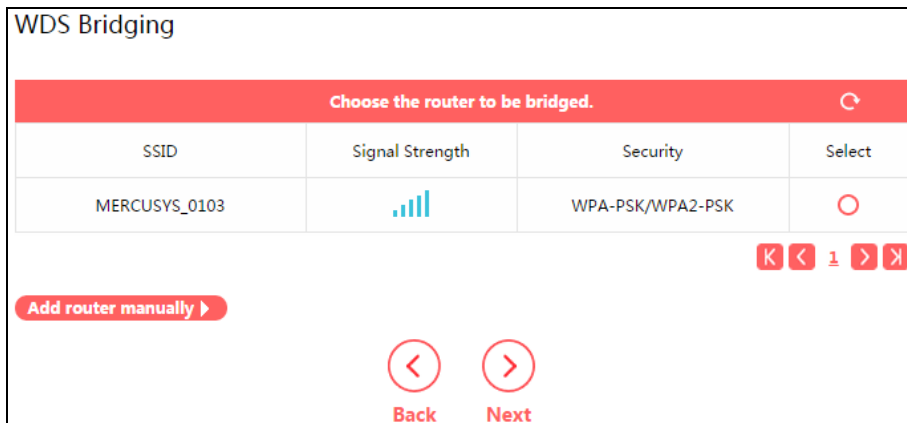 WDS Bridging
Choose the router to be bridged.
SSID Signal Strength Security Select
MERCUSYS_0103 WPA-PSK/WPA2-PSK
1
Add router manually
Back Next